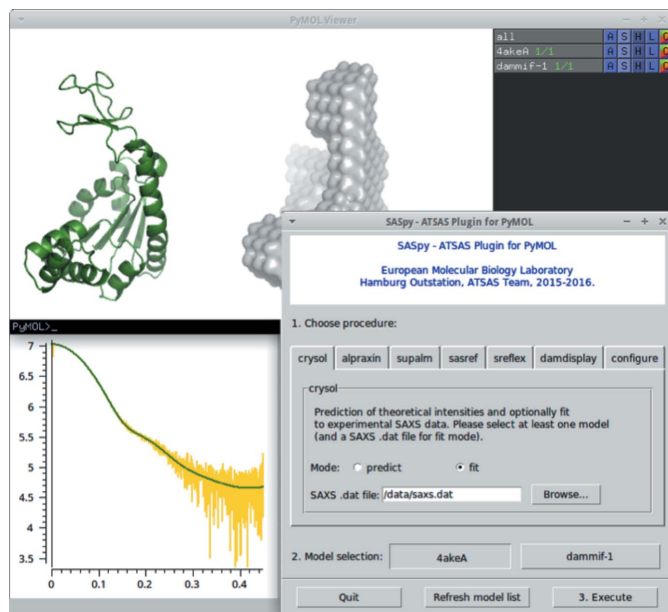 PyMOL Viewer
all A S H L C
4akeA 1/1 A S H L C
dammif-1 1/1 A S H L C
SASpy - ATSAS Plugin for PyMOL
SASpy - ATSAS Plugin for PyMOL
European Molecular Biology Laboratory
Hamburg Outstation, ATSAS Team, 2015-2016.
1. Choose procedure:
crysol alpraxin supalm sasref sreflex damdisplay configure
crysol
Prediction of theoretical intensities and optionally fit
to experimental SAXS data. Please select at least one model
(and a SAXS .dat file for fit mode).
Mode: predict fit
SAXS .dat file: /data/saxs.dat Browse...
2. Model selection: 4akeA dammif-1
Quit Refresh model list 3. Execute
PyMOL>_
7
6.5
6
5.5
5
4.5
4
3.5
0 0.1 0.2 0.3 0.4